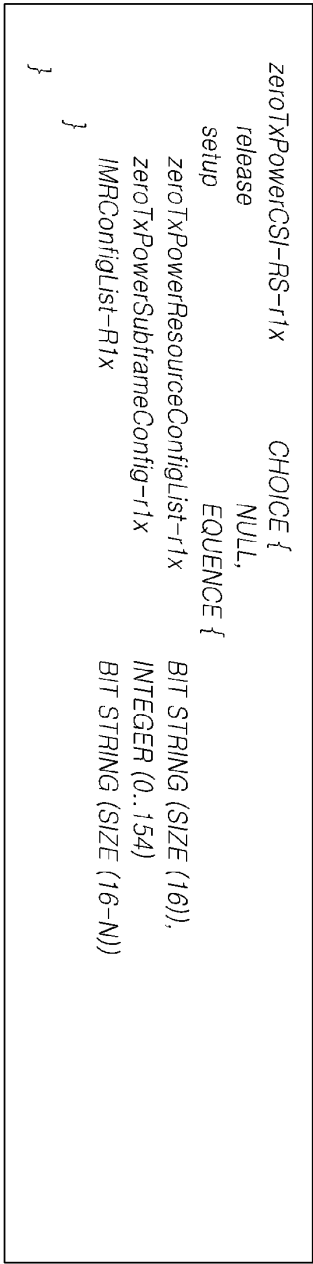 zeroTxPowerCSI-RS-r1x CHOICE {
release NULL,
setup EQUENCE {
zeroTxPowerResourceConfigList-r1x BIT STRING (SIZE (16)),
zeroTxPowerSubframeConfig-r1x INTEGER (0..154)
IMRConfigList-R1x BIT STRING (SIZE (16-N))
}
}